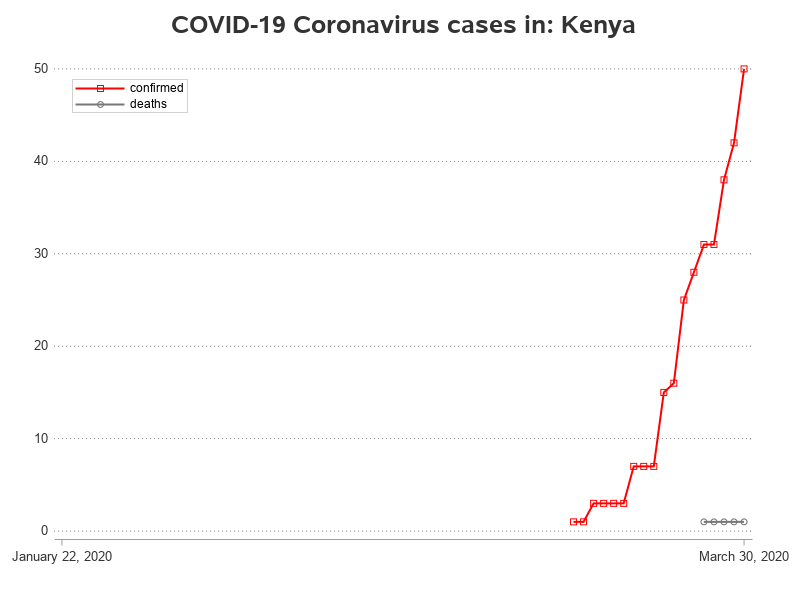 COVID-19 Coronavirus cases in: Kenya
50
confirmed
deaths
40
30
20
10
0
January 22, 2020
March 30, 2020